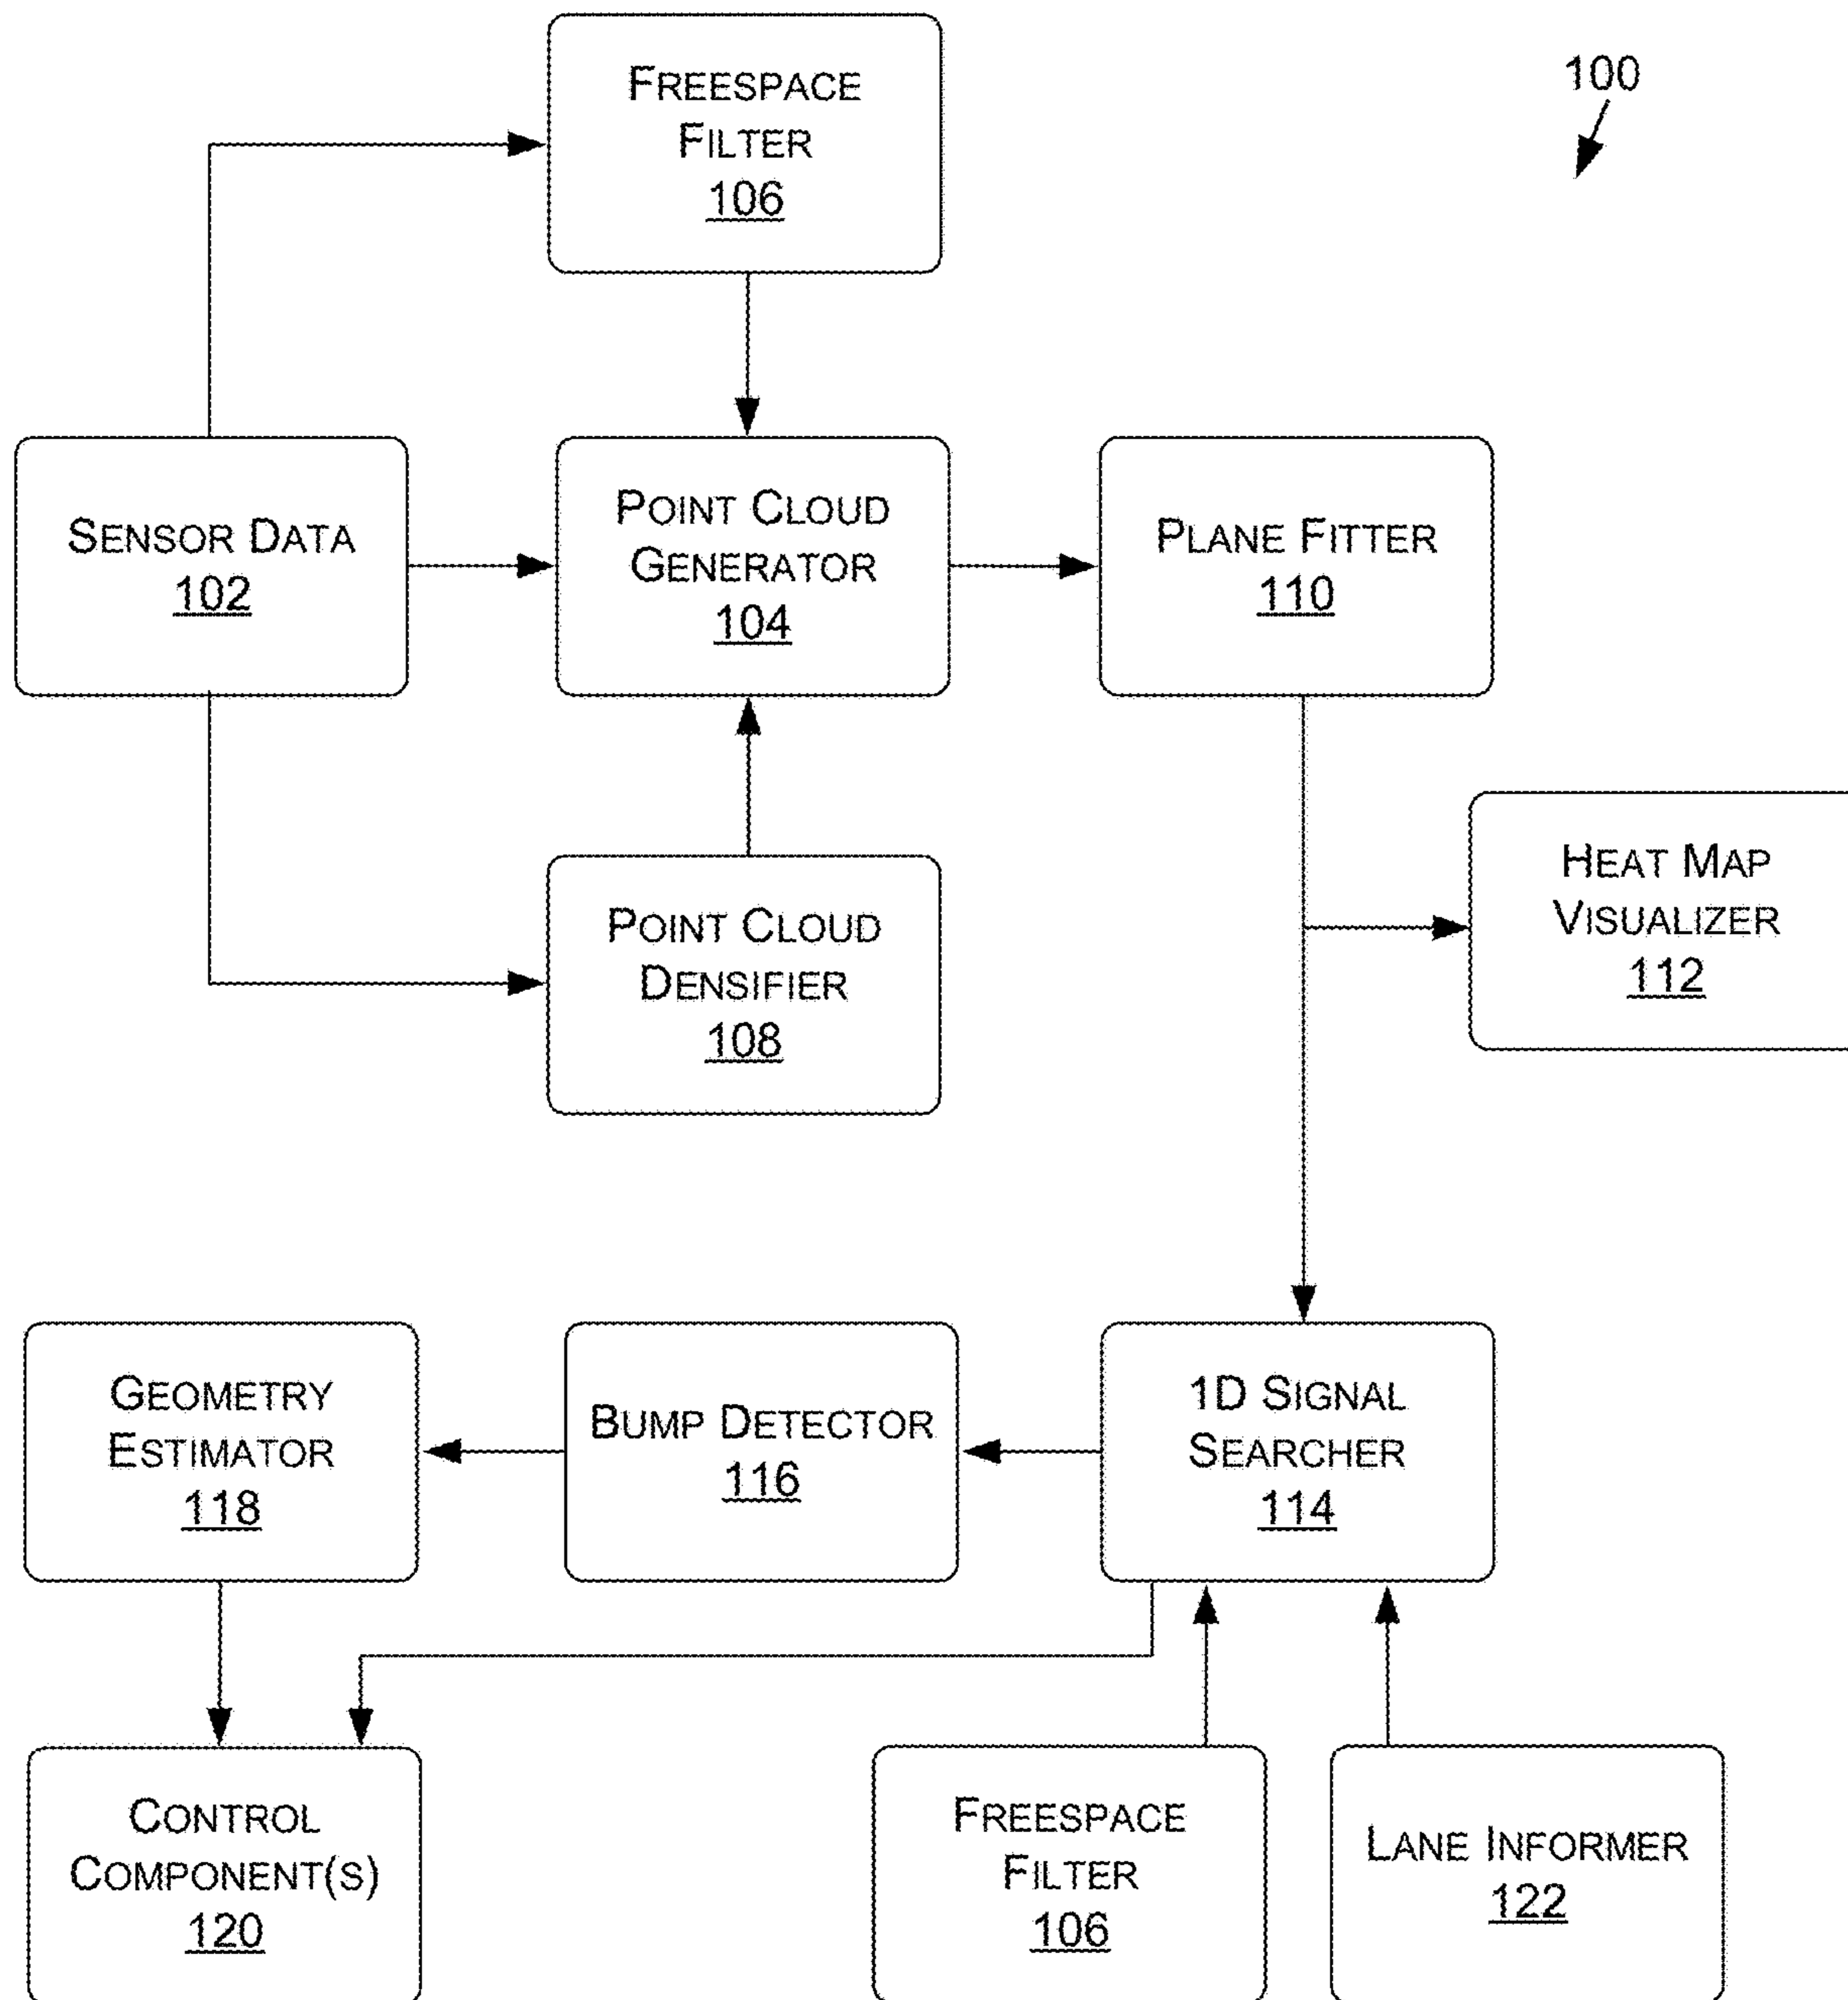 100
FREESPACE
FILTER
106
SENSOR DATA
102
POINT CLOUD
GENERATOR
104
PLANE FITTER
110
POINT CLOUD
DENSIFIER
108
HEAT MAP
VISUALIZER
112
GEOMETRY
ESTIMATOR
118
BUMP DETECTOR
116
1D SIGNAL
SEARCHER
114
CONTROL
COMPONENT(S)
120
FREESPACE
FILTER
106
LANE INFORMER
122